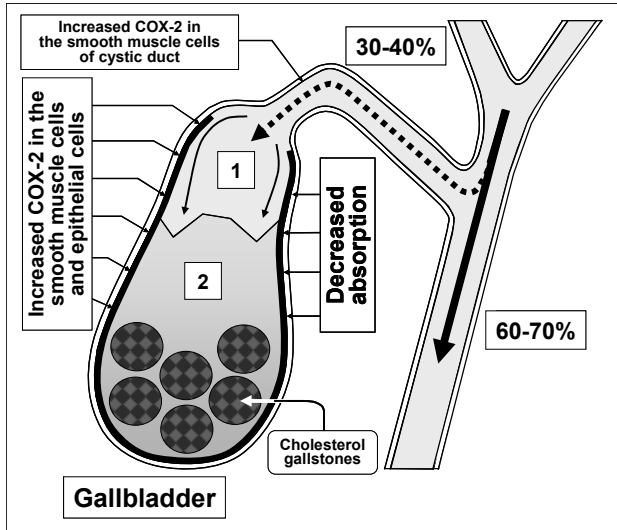 Increased COX-2 in
the smooth muscle cells
of cystic duct
30-40%
Increased COX-2 in the
smooth muscle cells
and epithelial cells
1
2
Decreased
absorption
60-70%
Cholesterol
gallstones
Gallbladder